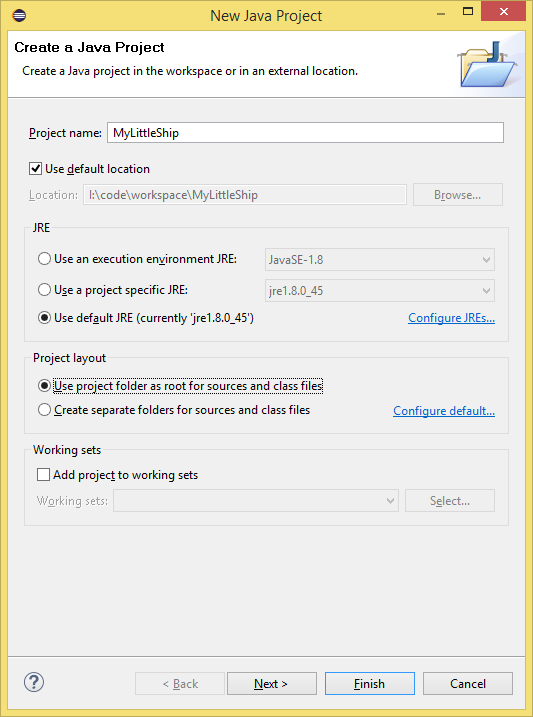 New Java Project
Create a Java Project
Create a Java project in the workspace or in an external location.
Project name: MyLittleShip
Use default location
Location: I:\code\workspace\MyLittleShip Browse...
JRE
Use an execution environment JRE: JavaSE-1.8
Use a project specific JRE: jre1.8.0_45
Use default JRE (currently 'jre1.8.0_45') Configure JREs...
Project layout
Use project folder as root for sources and class files
Create separate folders for sources and class files Configure default...
Working sets
Add project to working sets
Working sets: Select...
? < Back Next > Finish Cancel